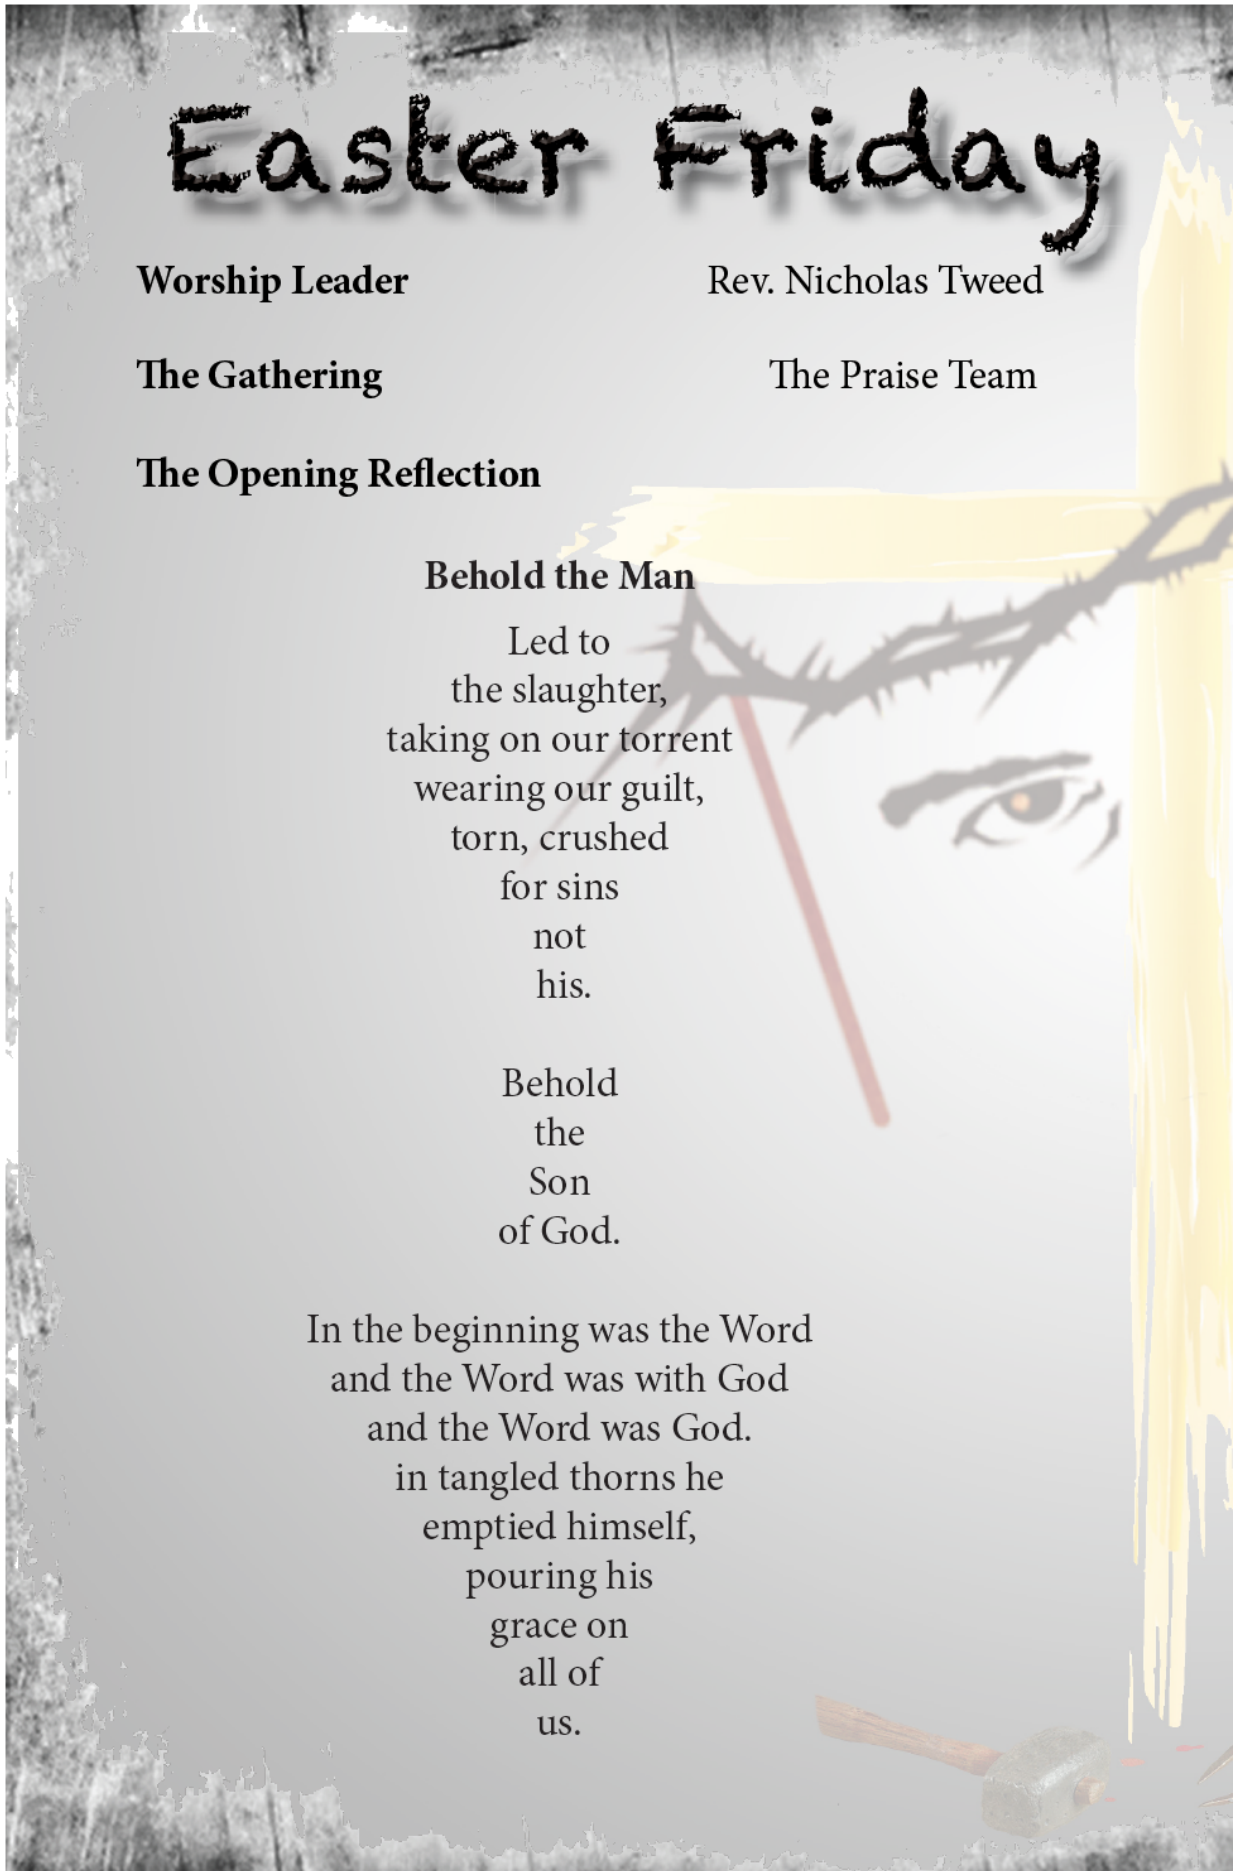 Easter Friday
Worship Leader Rev. Nicholas Tweed
The Gathering The Praise Team
The Opening Reflection
Behold the Man
Led to
the slaughter,
taking on our torrent
wearing our guilt,
torn, crushed
for sins
not
his.
Behold
the
Son
of God.
In the beginning was the Word
and the Word was with God
and the Word was God.
in tangled thorns he
emptied himself,
pouring his
grace on
all of
us.